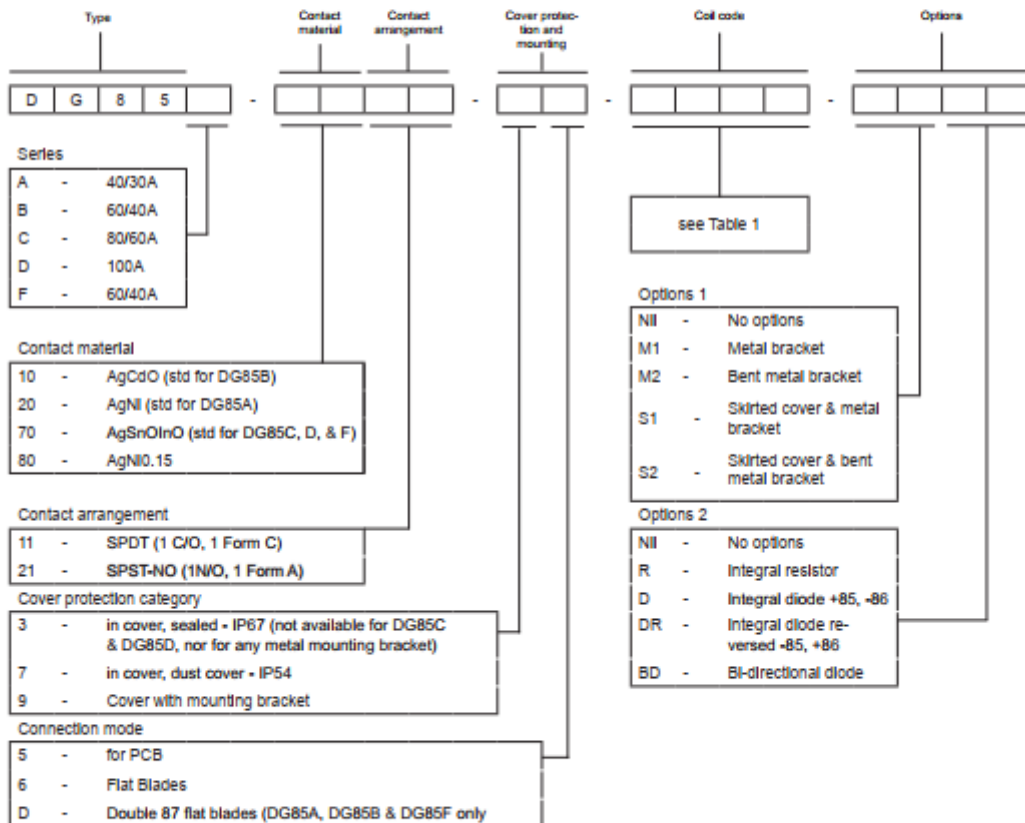 Type
Contact
material
Contact
arrangement
Cover protec-
tion and
mounting
Coil code
Options
D G 8 5 - - - -
Series
A - 40/30A
B - 60/40A
C - 80/60A
D - 100A
F - 60/40A
see Table 1
Contact material
10 - AgCdO (std for DG85B)
20 - AgNi (std for DG85A)
70 - AgSnOInO (std for DG85C, D, & F)
80 - AgNi0.15
Contact arrangement
11 - SPDT (1 C/O, 1 Form C)
21 - SPST-NO (1N/O, 1 Form A)
Cover protection category
3 - in cover, sealed - IP67 (not available for DG85C
& DG85D, nor for any metal mounting bracket)
7 - in cover, dust cover - IP54
9 - Cover with mounting bracket
Connection mode
5 - for PCB
6 - Flat Blades
D - Double 87 flat blades (DG85A, DG85B & DG85F only
Options 1
Nil - No options
M1 - Metal bracket
M2 - Bent metal bracket
S1 - Skirted cover & metal
bracket
S2 - Skirted cover & bent
metal bracket
Options 2
Nil - No options
R - Integral resistor
D - Integral diode +85, -86
DR - Integral diode re-
versed -85, +86
BD - Bi-directional diode